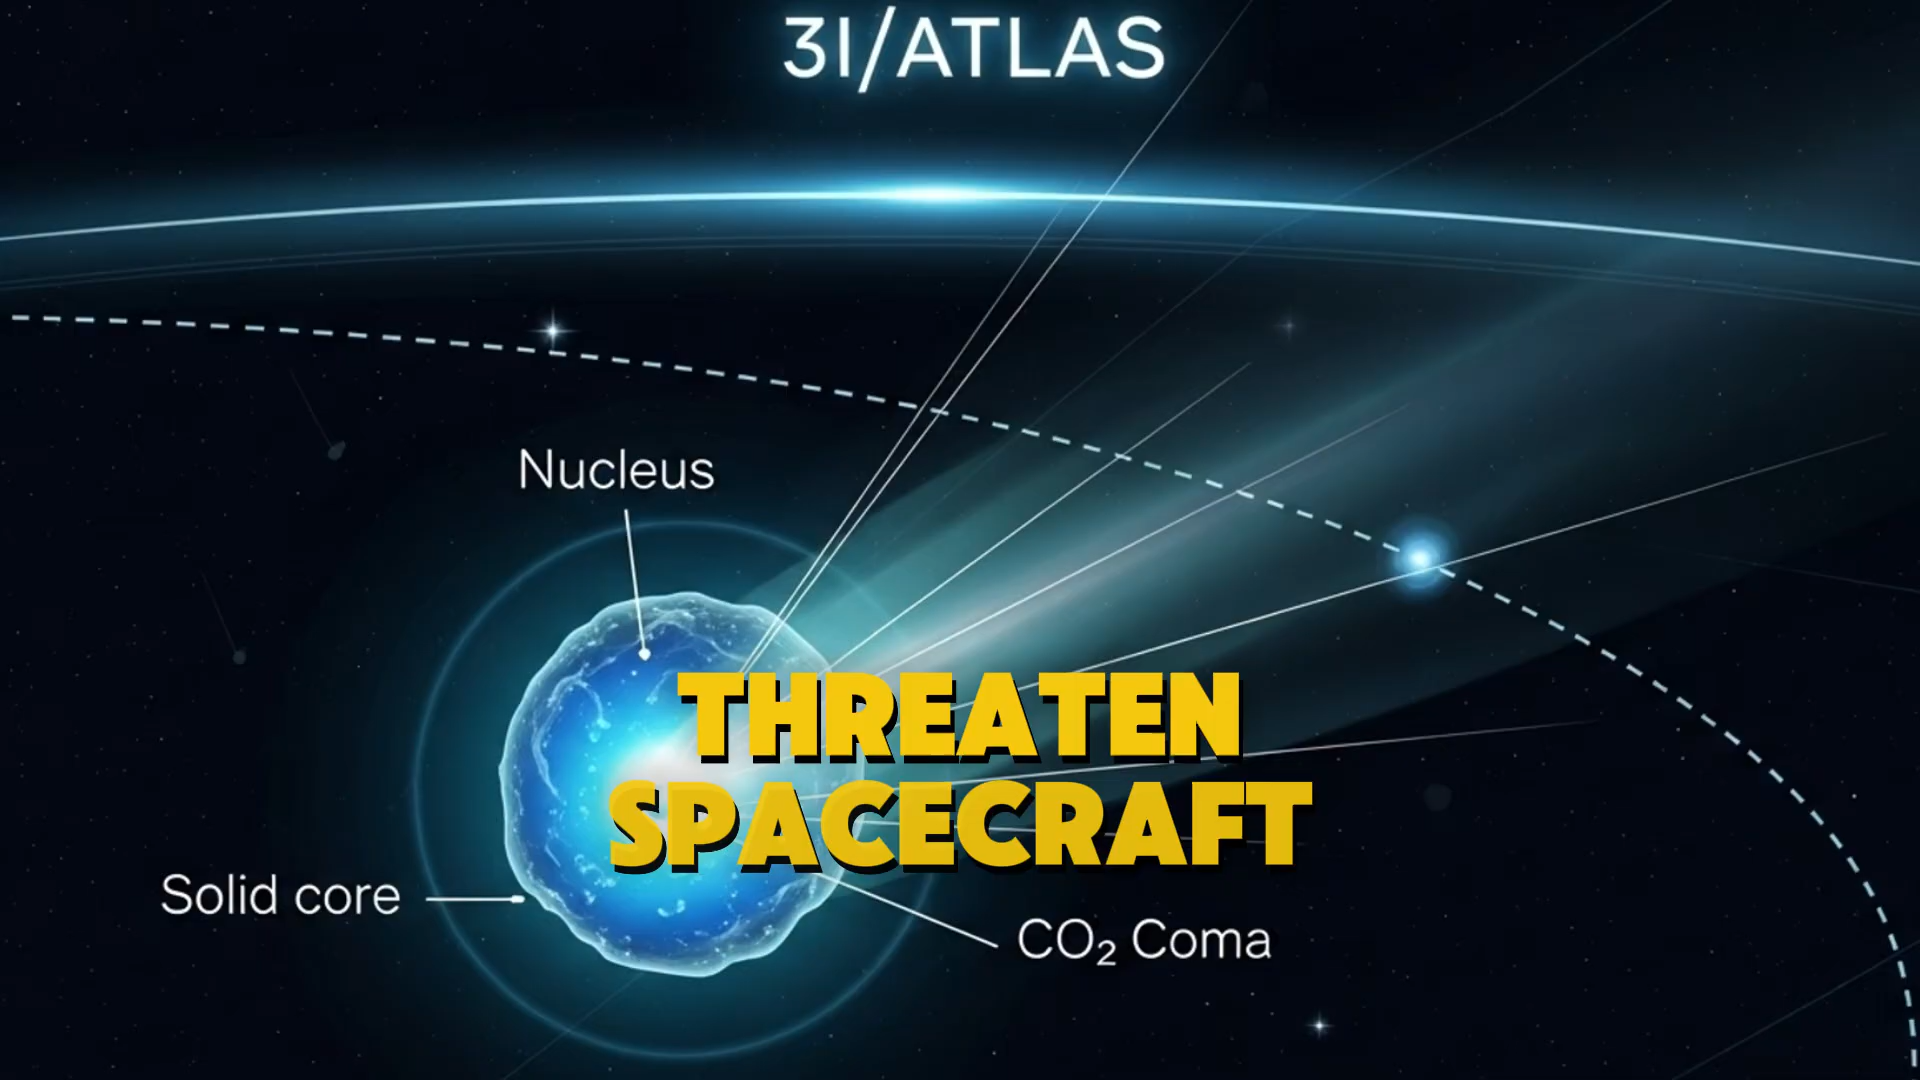 3I/ATLAS
Nucleus
THREATEN
SPACECRAFT
Solid core
CO₂ Coma